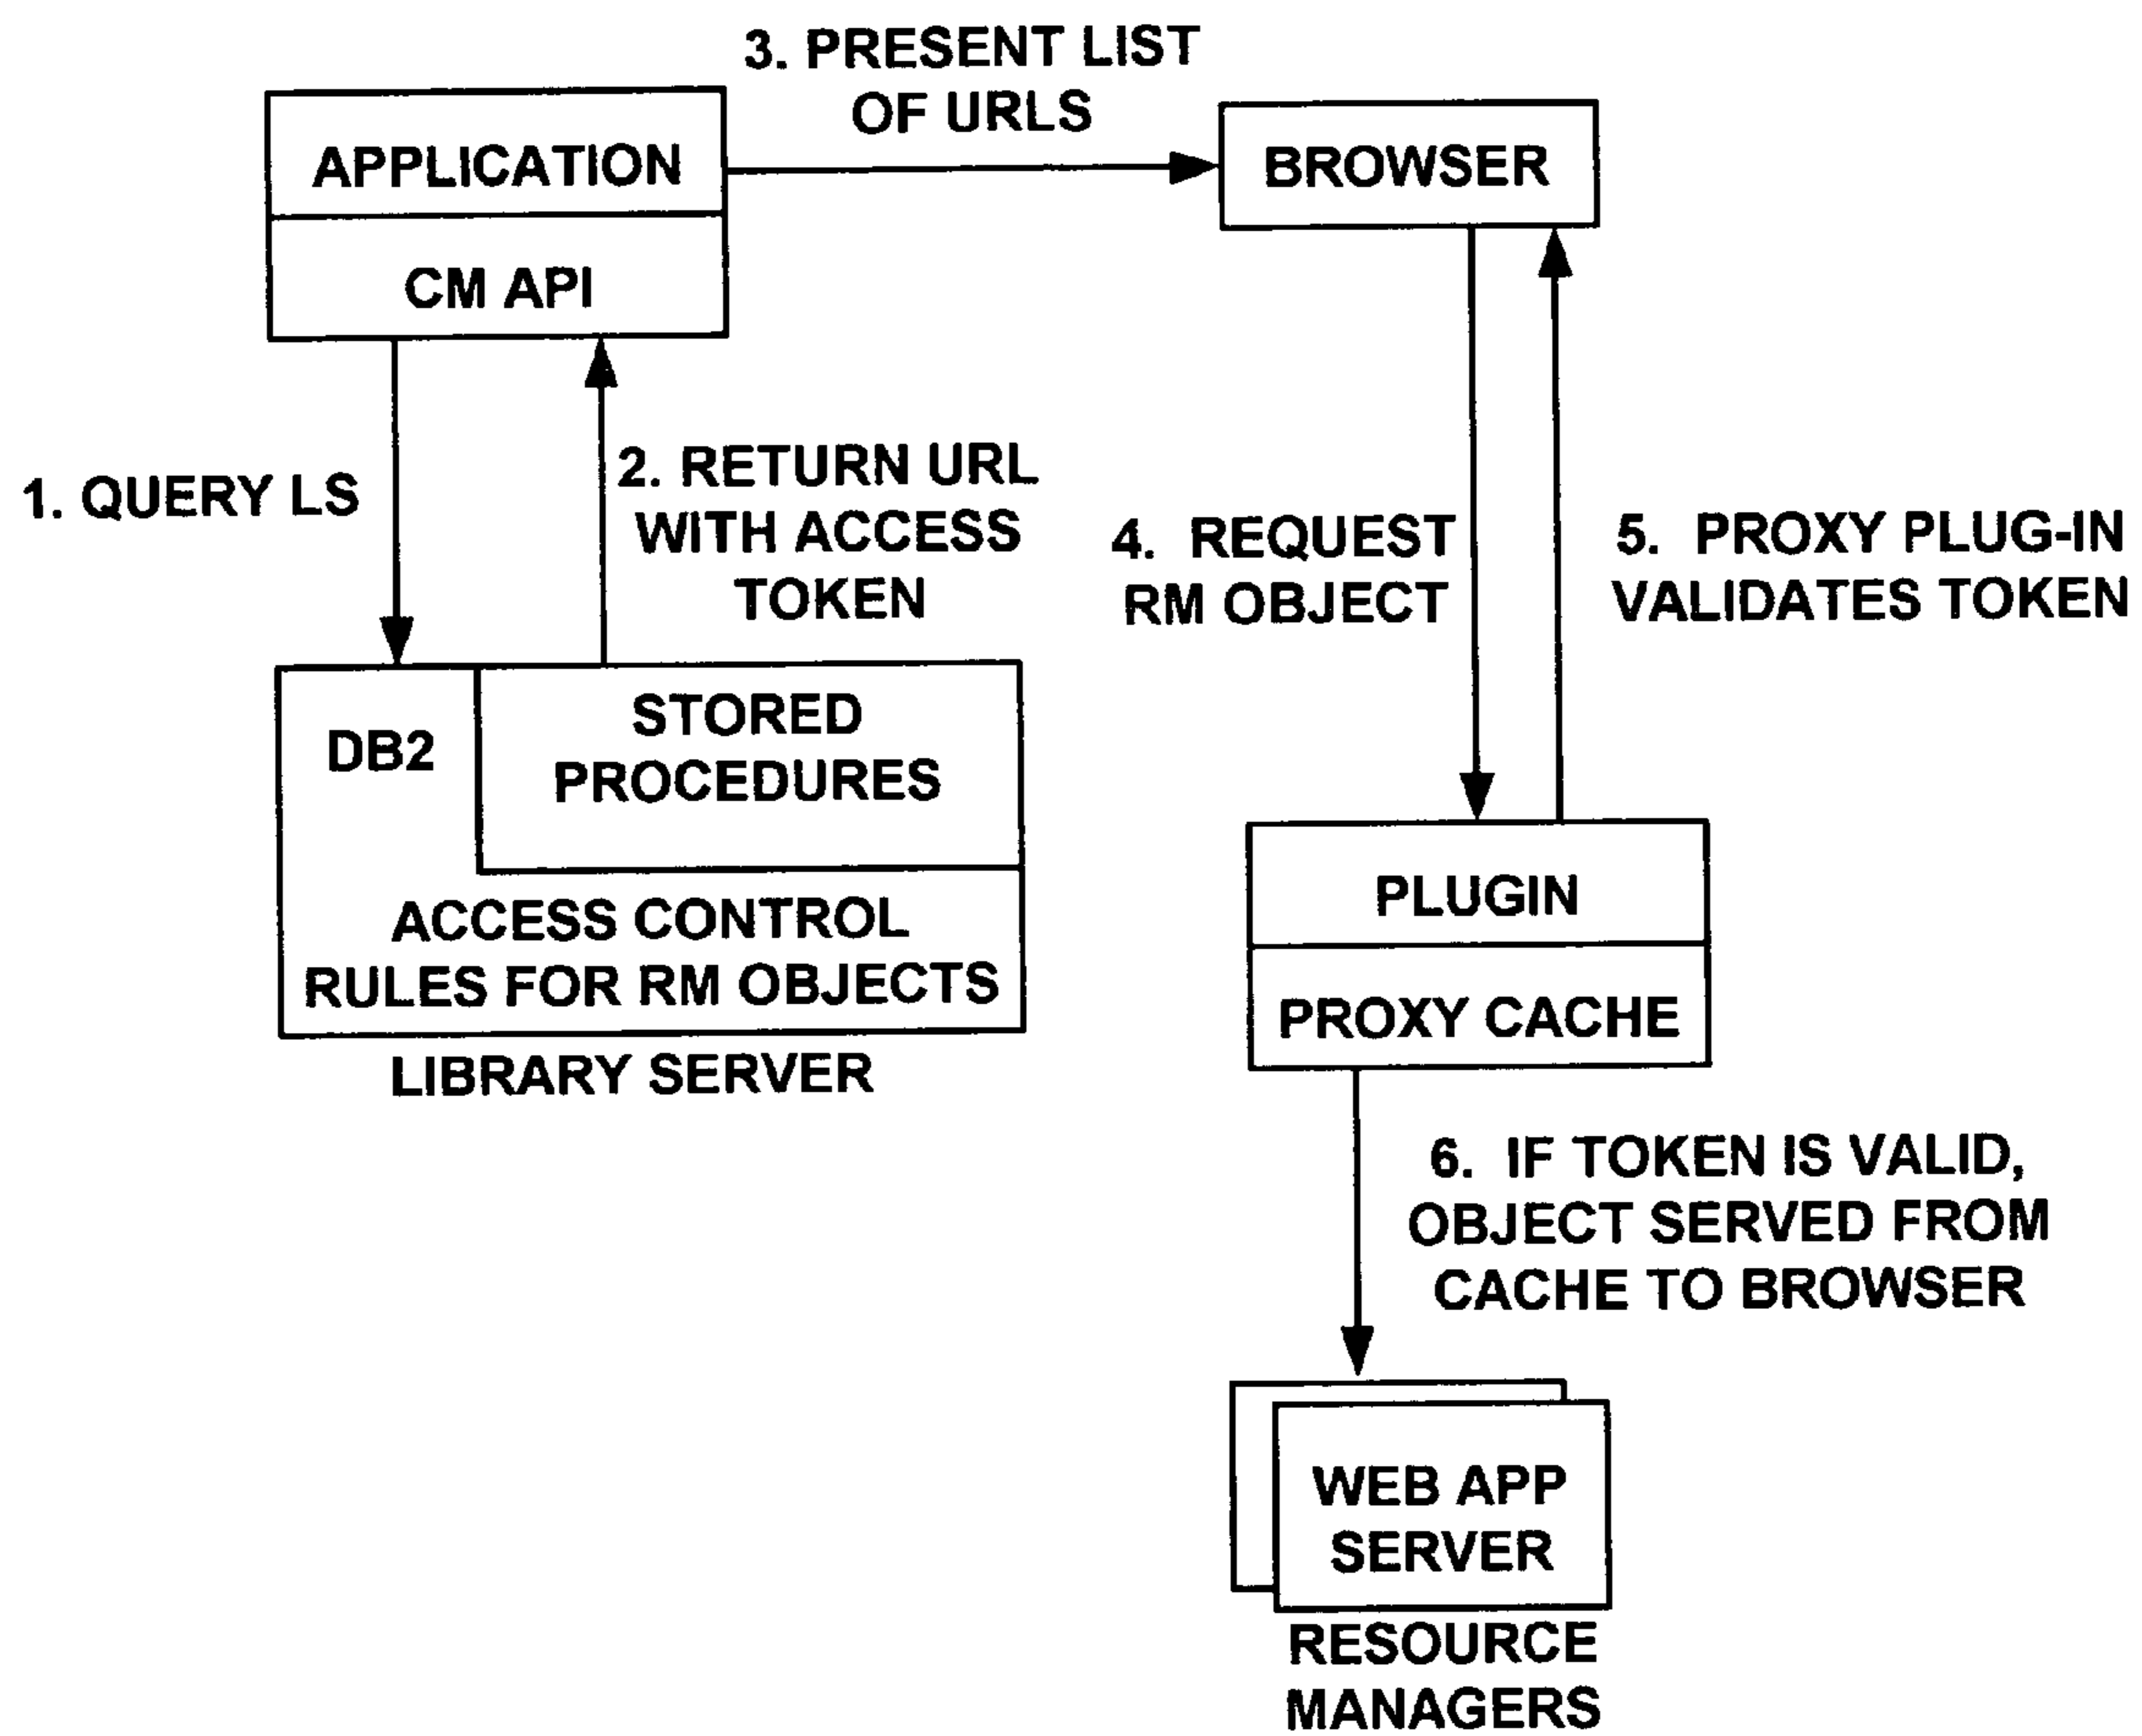 3. PRESENT LIST
OF URLS
APPLICATION
CM API
BROWSER
1. QUERY LS
2. RETURN URL
WITH ACCESS
TOKEN
4. REQUEST
RM OBJECT
5. PROXY PLUG-IN
VALIDATES TOKEN
DB2
STORED
PROCEDURES
ACCESS CONTROL
RULES FOR RM OBJECTS
LIBRARY SERVER
PLUGIN
PROXY CACHE
6. IF TOKEN IS VALID,
OBJECT SERVED FROM
CACHE TO BROWSER
WEB APP
SERVER
RESOURCE
MANAGERS